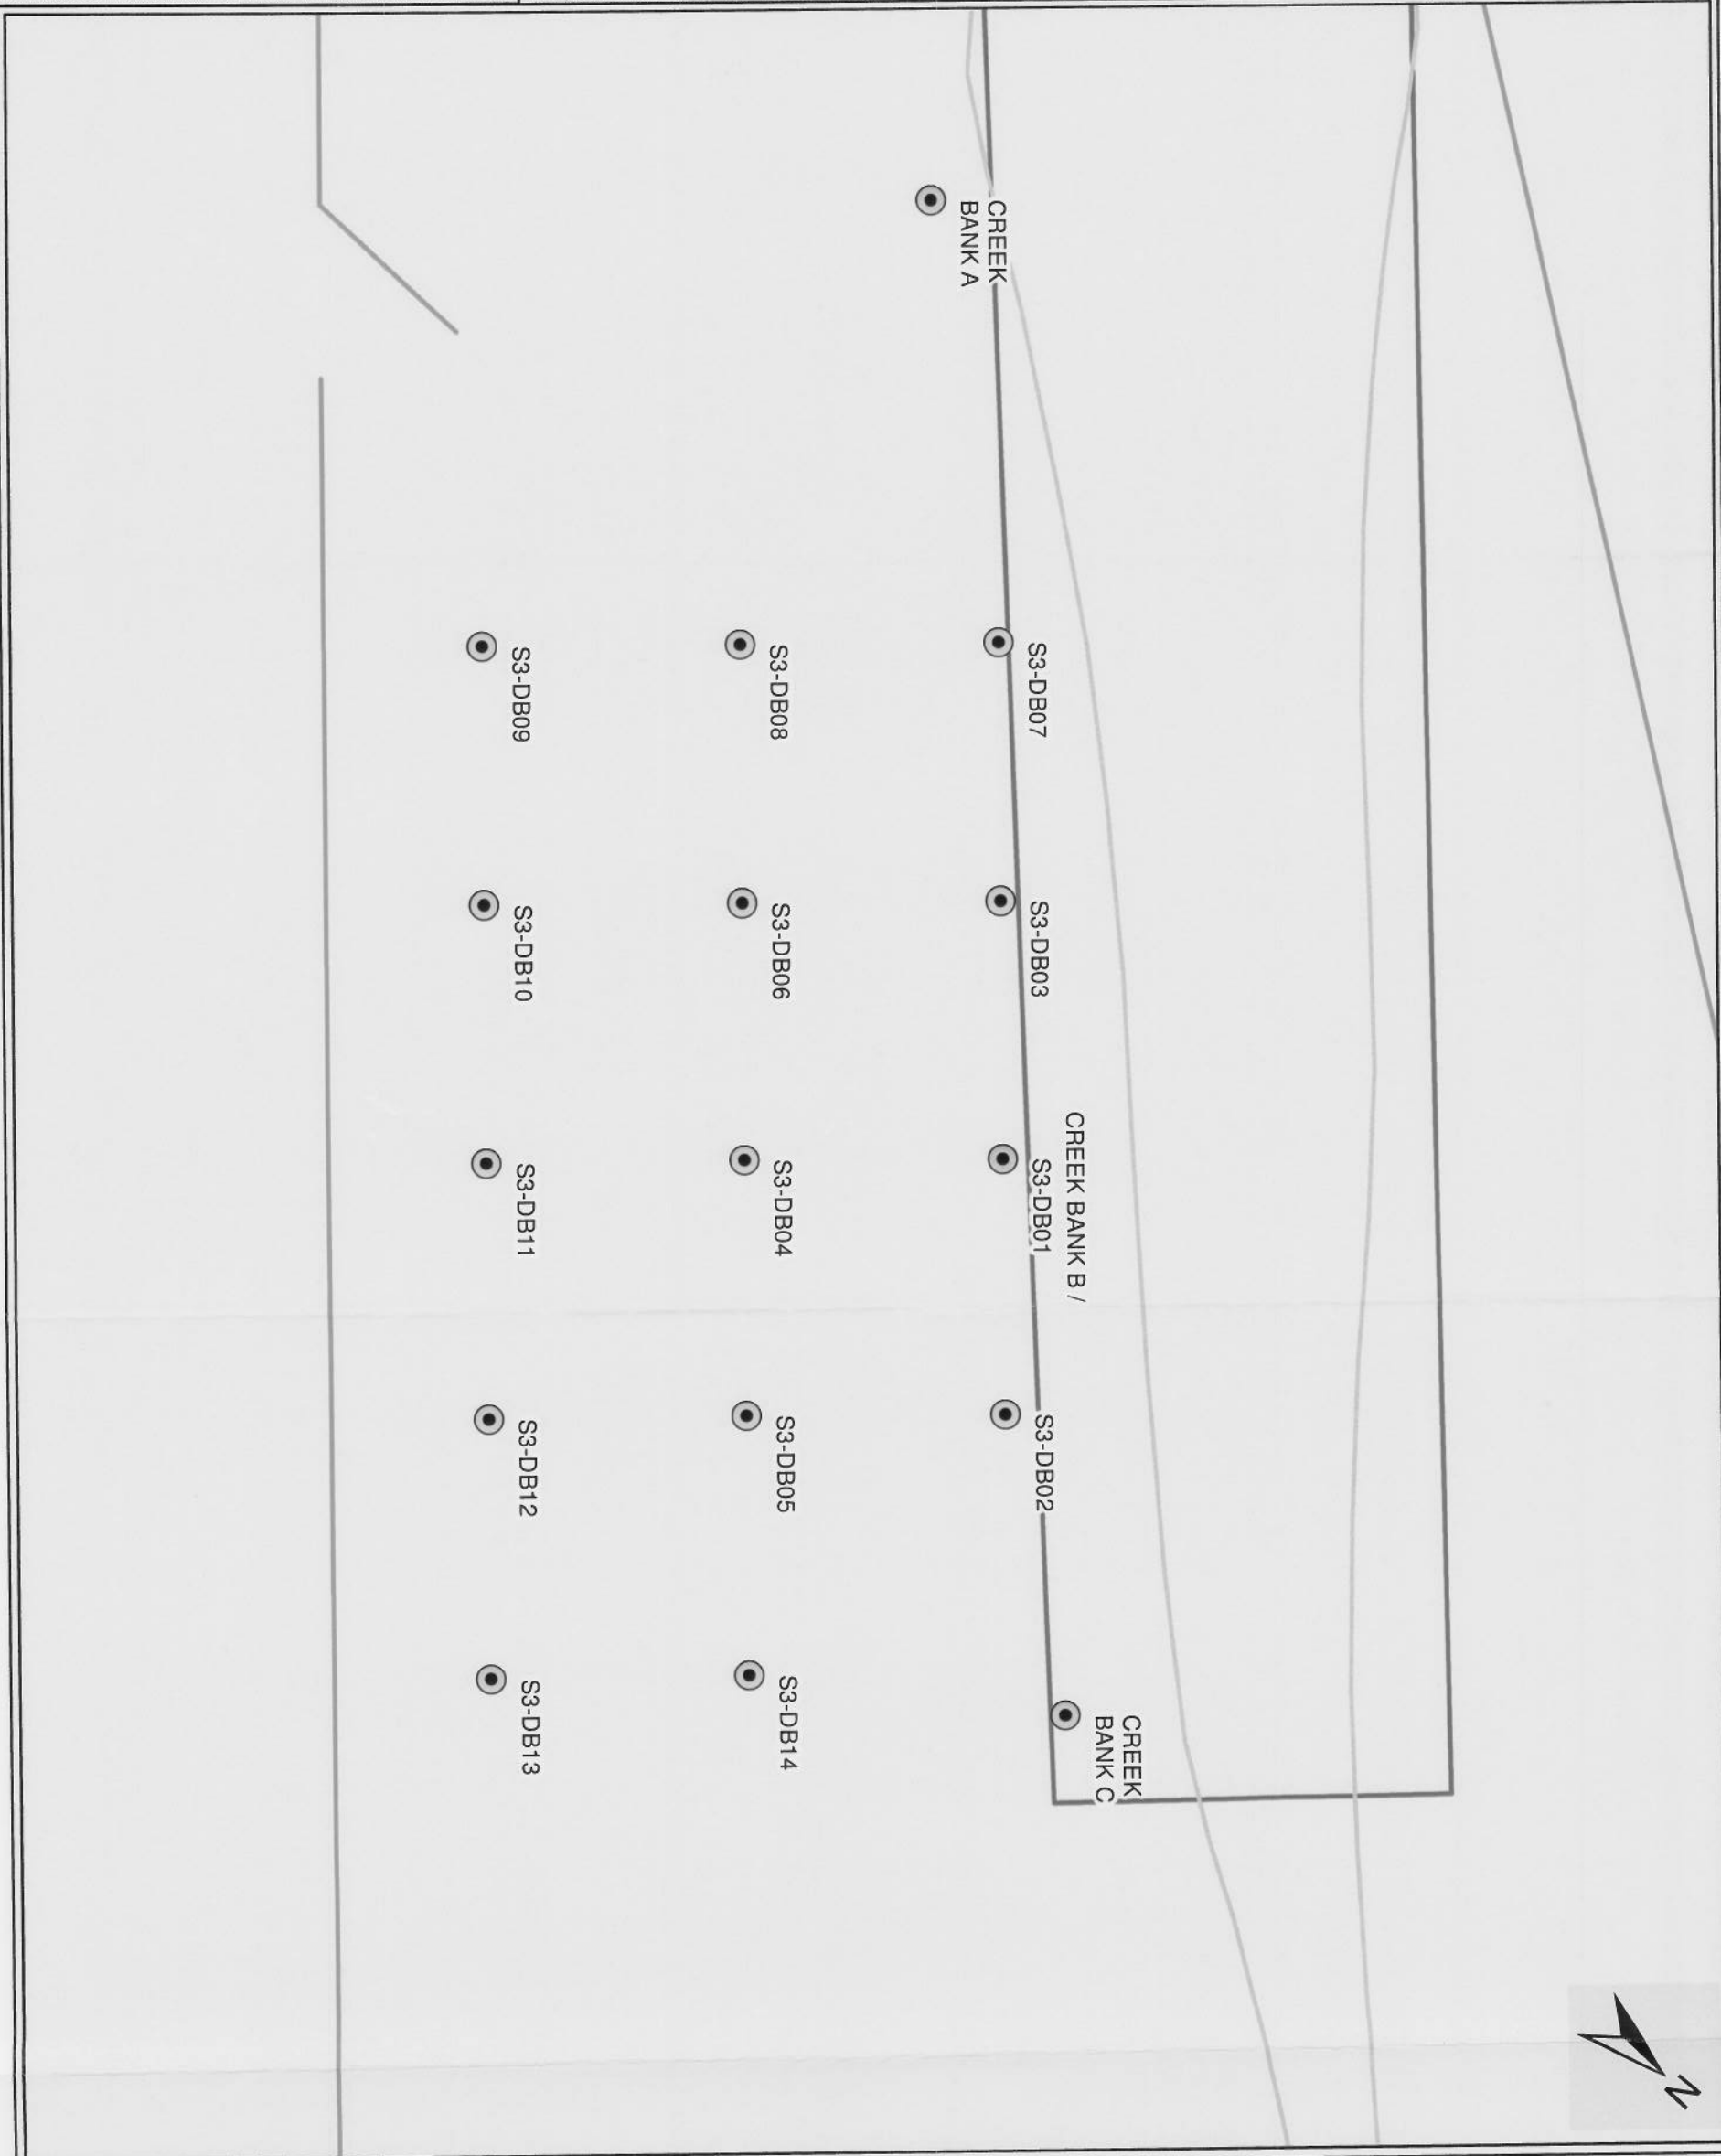 CREEK
BANK A
S3-DB07
S3-DB03
CREEK BANK B /
S3-DB01
S3-DB02
CREEK
BANK C
S3-DB08
S3-DB06
S3-DB04
S3-DB05
S3-DB14
S3-DB09
S3-DB10
S3-DB11
S3-DB12
S3-DB13
N